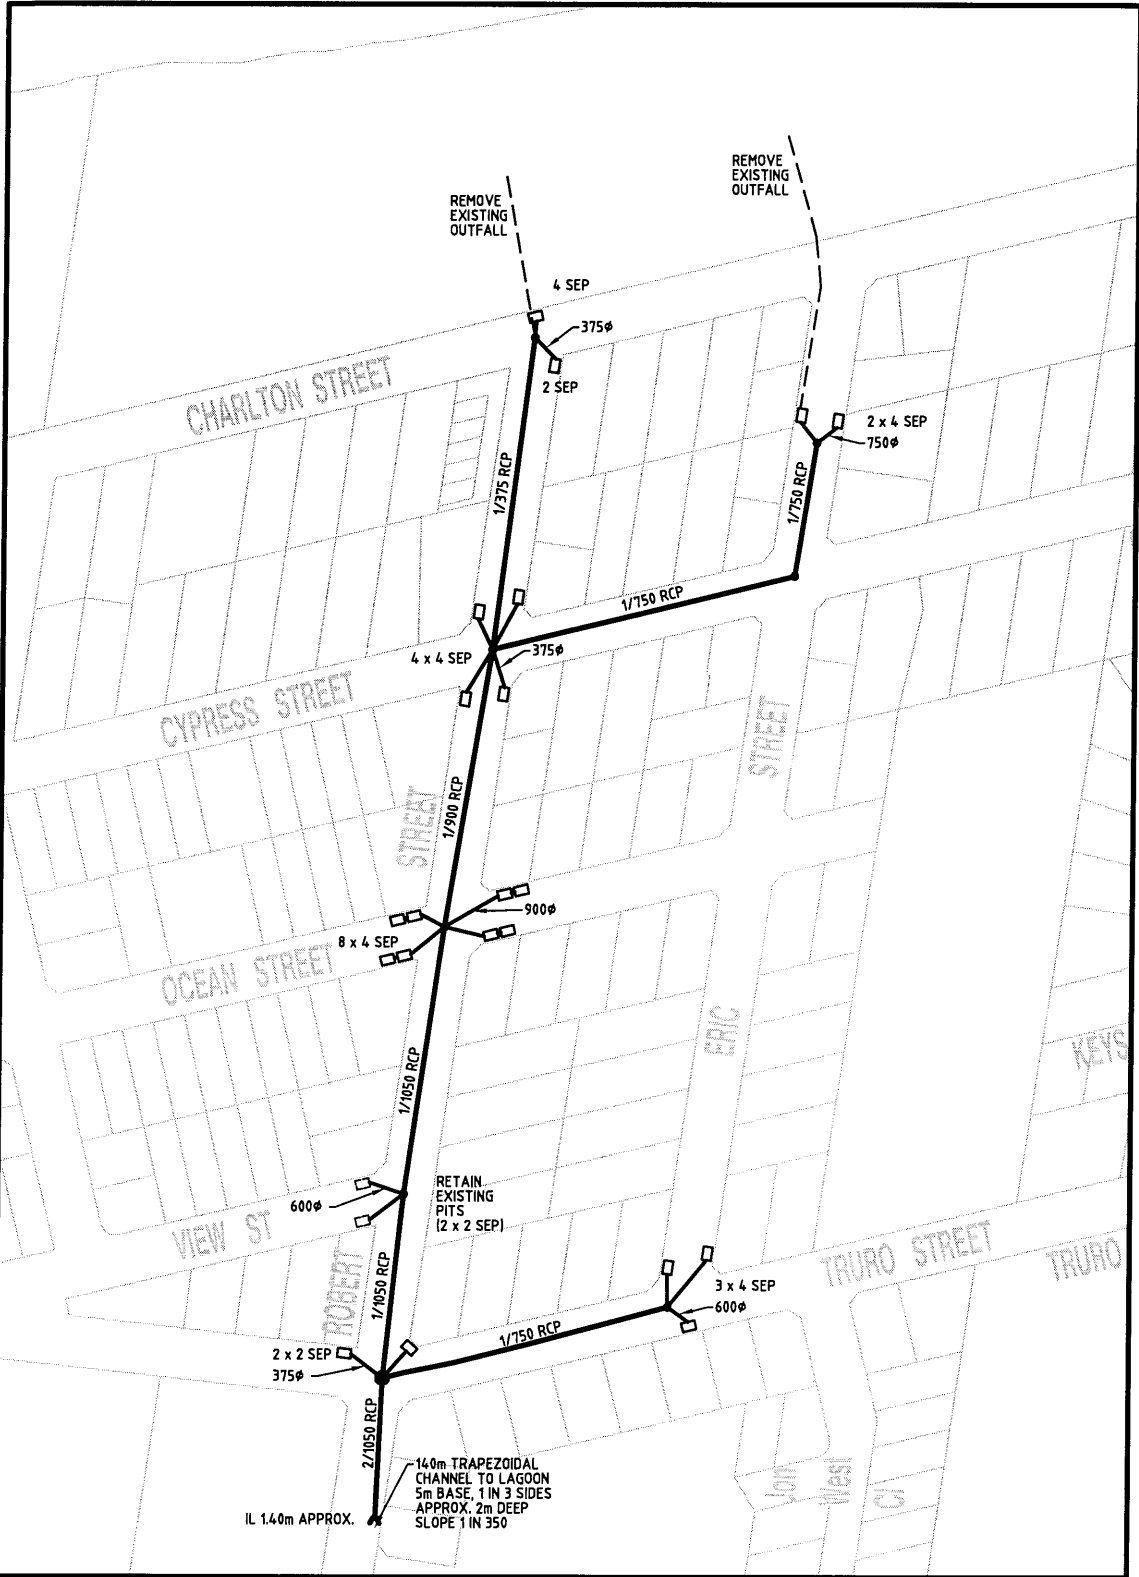 REMOVE
EXISTING
OUTFALL
REMOVE
EXISTING
OUTFALL
4 SEP
375ø
2 SEP
CHARLTON STREET
2 x 4 SEP
750ø
1/375 RCP
1/750 RCP
1/750 RCP
4 x 4 SEP
375ø
CYPRESS STREET
STREET
STREET
1/900 RCP
900ø
8 x 4 SEP
OCEAN STREET
ERIC
KEYS
1/1050 RCP
RETAIN
EXISTING
PITS
(2 x 2 SEP)
600ø
VIEW ST
ROBERT
TRURO STREET
TRURO
1/1050 RCP
3 x 4 SEP
600ø
1/750 RCP
2 x 2 SEP
375ø
2/1050 RCP
140m TRAPEZOIDAL
CHANNEL TO LAGOON
5m BASE, 1 IN 3 SIDES
APPROX. 2m DEEP
SLOPE 1 IN 350
IL 1.40m APPROX.
Jon
West
Cl